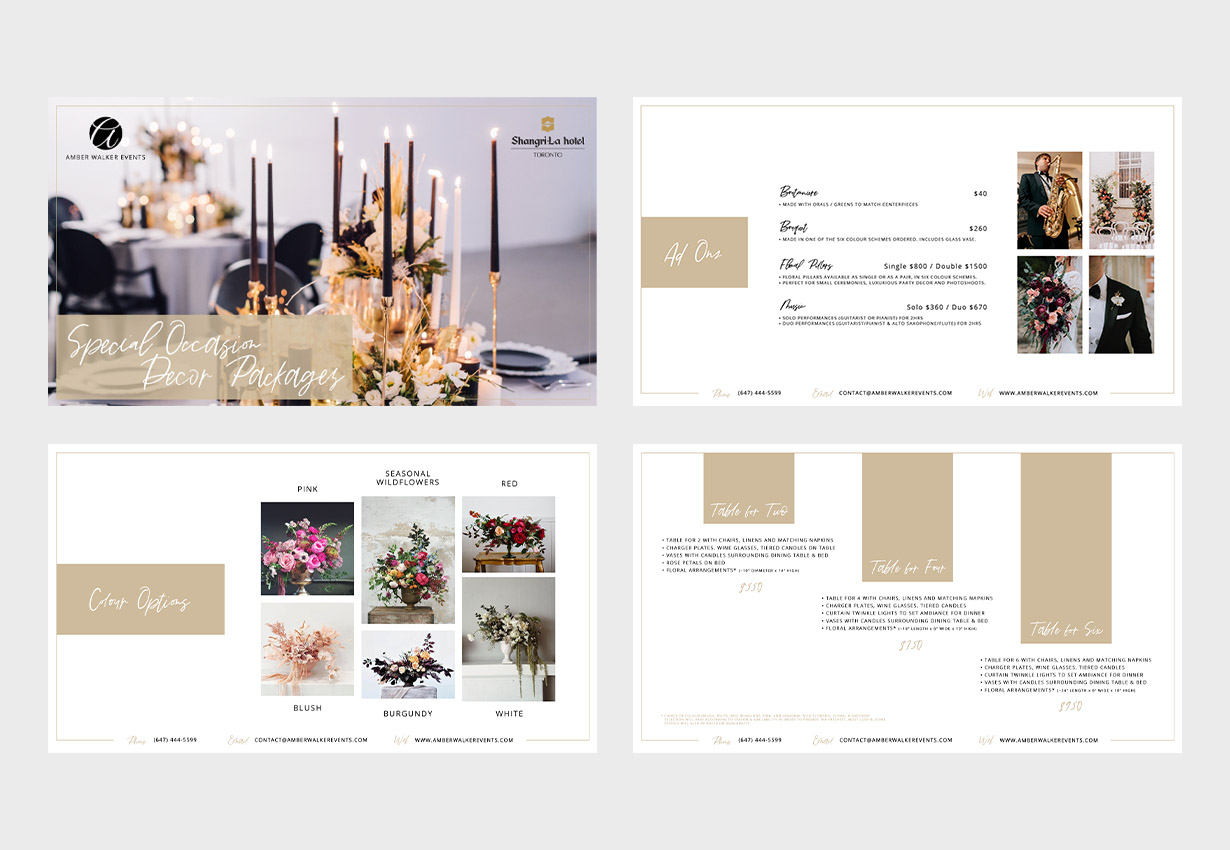 AMBER WALKER EVENTS
Shangri-La hotel
TORONTO
Special Occasion
Decor Packages
Ad Ons
Boutonniere
$40
• MADE WITH ORALS / GREENS TO MATCH CENTERPIECES
Bouquet
$260
• MADE IN ONE OF THE SIX COLOUR SCHEMES ORDERED. INCLUDES GLASS VASE.
Floral Pillars
Single $800 / Double $1500
• FLORAL PILLARS AVAILABLE AS SINGLE OR AS A PAIR, IN SIX COLOUR SCHEMES.
• PERFECT FOR SMALL CEREMONIES, LUXURIOUS PARTY DECOR AND PHOTOSHOOTS.
Music
Solo $360 / Duo $670
• SOLO PERFORMANCES (GUITARIST OR PIANIST) FOR 2HRS
• DUO PERFORMANCES (GUITARIST/PIANIST & ALTO SAXOPHONE/FLUTE) FOR 2HRS
Phone (647) 444-5599 Email CONTACT@AMBERWALKEREVENTS.COM Web WWW.AMBERWALKEREVENTS.COM
Colour Options
PINK
SEASONAL
WILDFLOWERS
RED
BLUSH
BURGUNDY
WHITE
Phone (647) 444-5599 Email CONTACT@AMBERWALKEREVENTS.COM Web WWW.AMBERWALKEREVENTS.COM
Table for Two
• TABLE FOR 2 WITH CHAIRS, LINENS AND MATCHING NAPKINS
• CHARGER PLATES, WINE GLASSES, TIERED CANDLES ON TABLE
• VASES WITH CANDLES SURROUNDING DINING TABLE & BED
• ROSE PETALS ON BED
• FLORAL ARRANGEMENTS* (~10" DIAMETER x 10" HIGH)
$550
Table for Four
• TABLE FOR 4 WITH CHAIRS, LINENS AND MATCHING NAPKINS
• CHARGER PLATES, WINE GLASSES, TIERED CANDLES
• CURTAIN TWINKLE LIGHTS TO SET AMBIANCE FOR DINNER
• VASES WITH CANDLES SURROUNDING DINING TABLE & BED
• FLORAL ARRANGEMENTS*
$750
Table for Six
• TABLE FOR 6 WITH CHAIRS, LINENS AND MATCHING NAPKINS
• CHARGER PLATES, WINE GLASSES, TIERED CANDLES
• CURTAIN TWINKLE LIGHTS TO SET AMBIANCE FOR DINNER
• VASES WITH CANDLES SURROUNDING DINING TABLE & BED
• FLORAL ARRANGEMENTS*
$950
Phone (647) 444-5599 Email CONTACT@AMBERWALKEREVENTS.COM Web WWW.AMBERWALKEREVENTS.COM